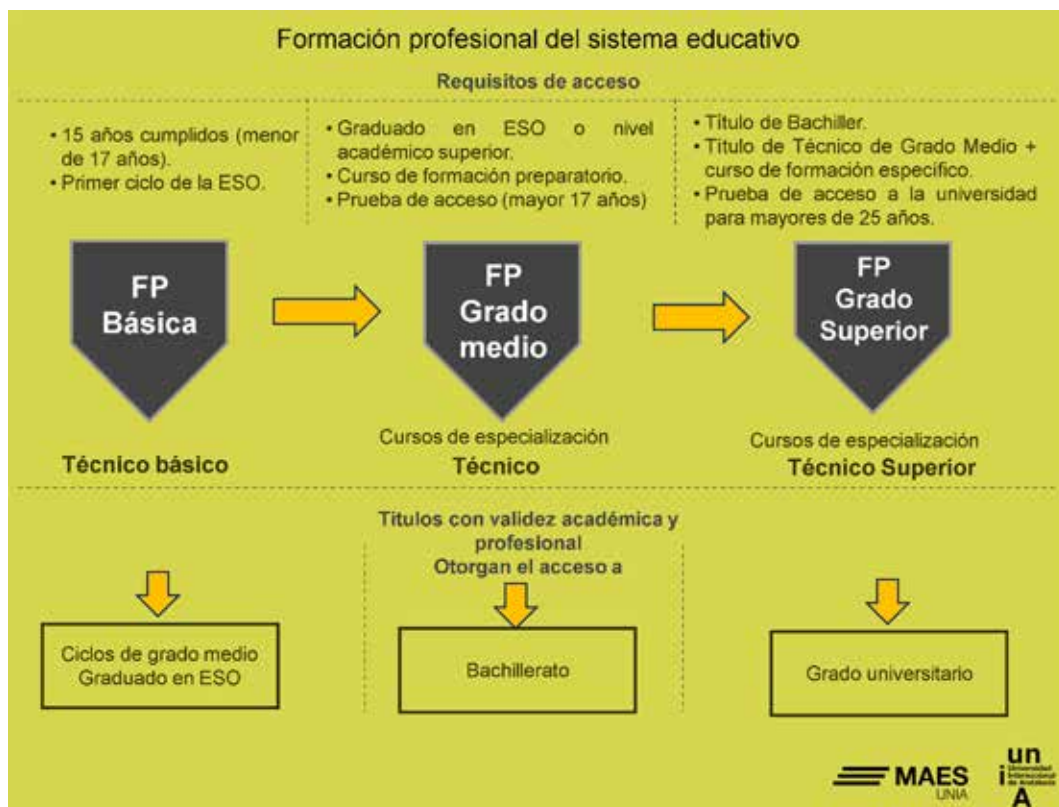 Formación profesional del sistema educativo
Requisitos de acceso
• 15 años cumplidos (menor
de 17 años).
• Primer ciclo de la ESO.
• Graduado en ESO o nivel
académico superior.
• Curso de formación preparatorio.
• Prueba de acceso (mayor 17 años)
• Título de Bachiller.
• Título de Técnico de Grado Medio +
curso de formación específico.
• Prueba de acceso a la universidad
para mayores de 25 años.
FP
Básica
FP
Grado
medio
FP
Grado
Superior
Técnico básico
Cursos de especialización
Técnico
Cursos de especialización
Técnico Superior
Títulos con validez académica y
profesional
Otorgan el acceso a
Ciclos de grado medio
Graduado en ESO
Bachillerato
Grado universitario
MAES
UNIA
un
i
Universidad
Internacional
de Andalucía
A